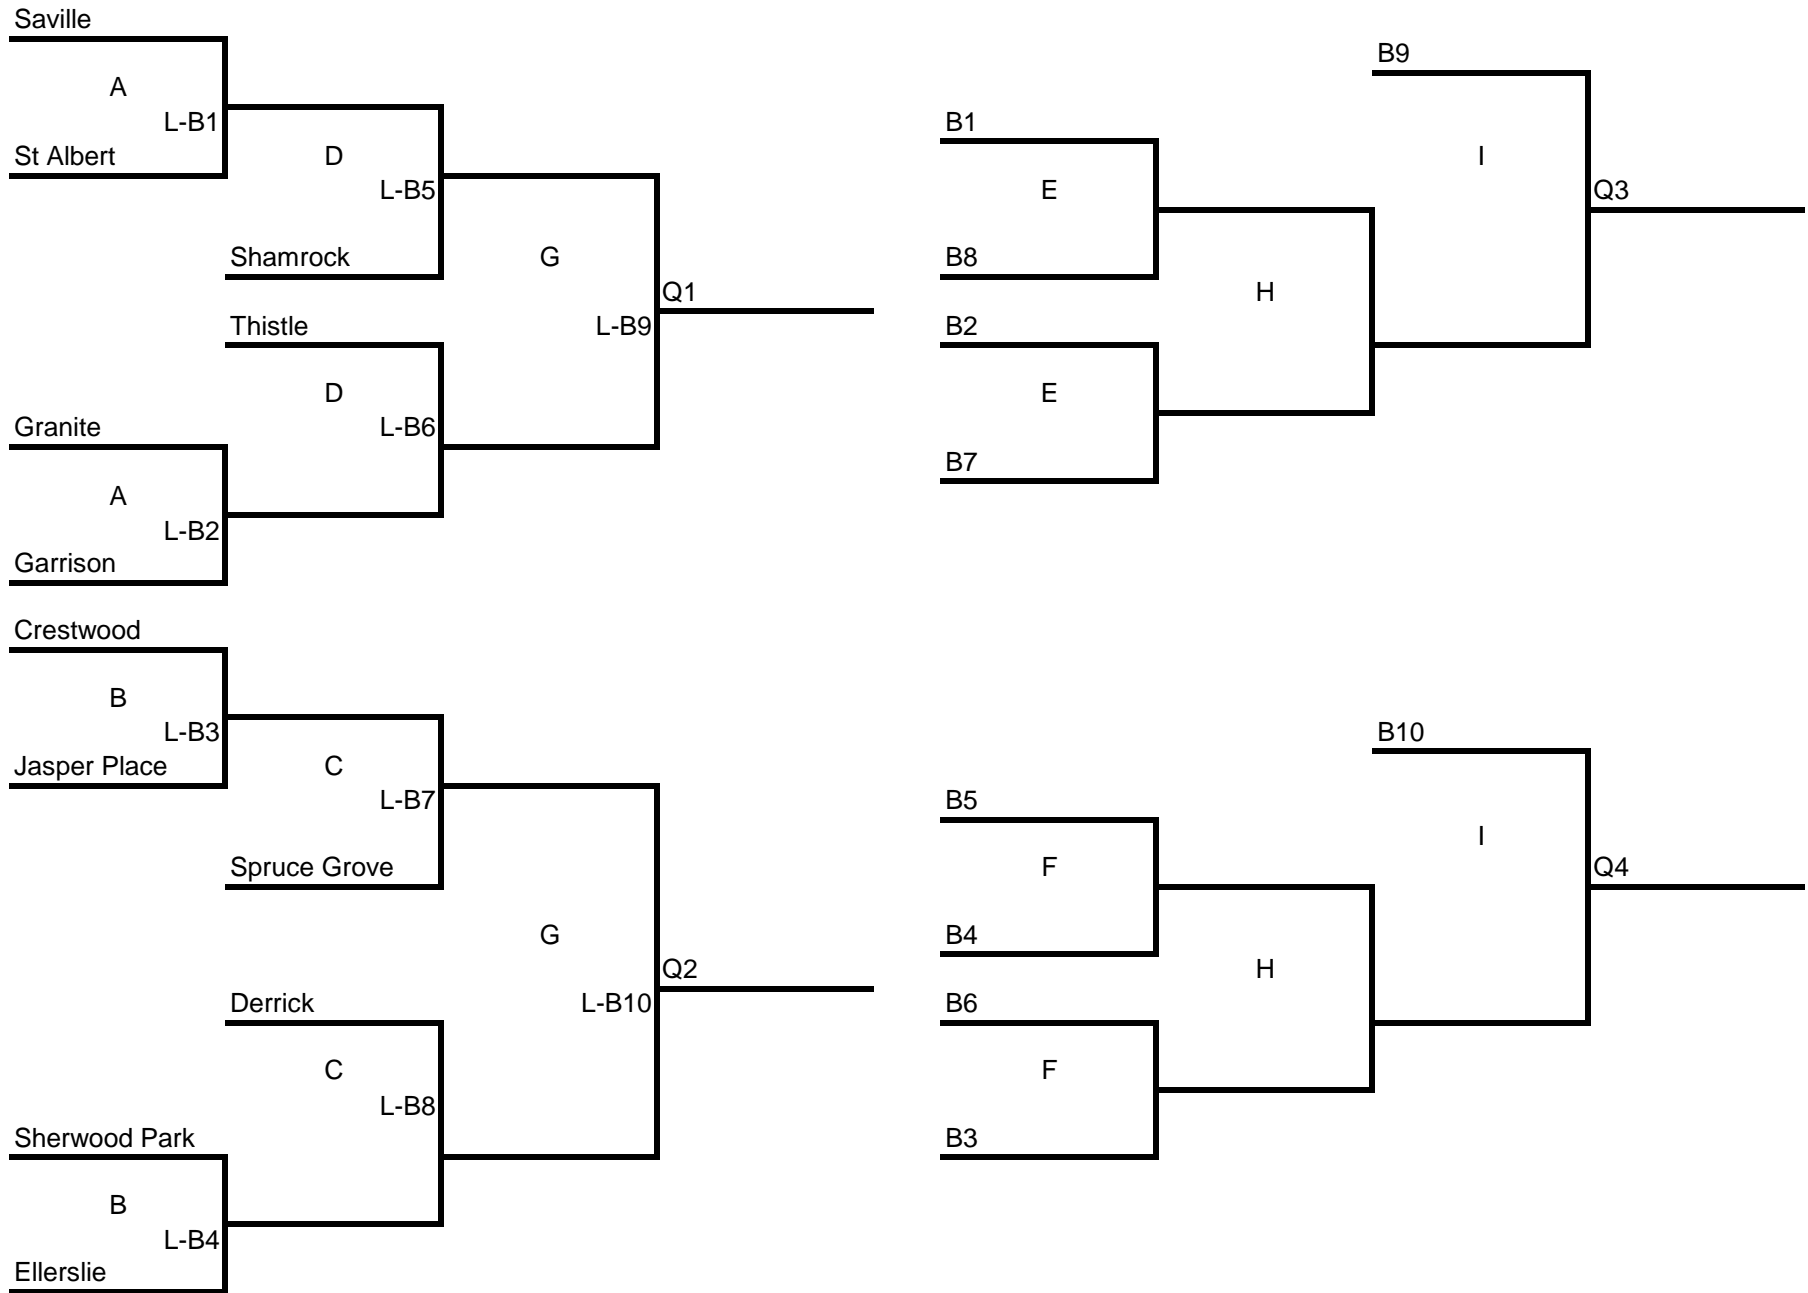 Saville
A
L-B1
St Albert
D
L-B5
Shamrock
G
Q1
L-B9
Thistle
D
L-B6
Granite
A
L-B2
Garrison
Crestwood
B
L-B3
Jasper Place
C
L-B7
Spruce Grove
G
Q2
L-B10
Derrick
C
L-B8
Sherwood Park
B
L-B4
Ellerslie
B9
B1
I
E
Q3
B8
H
B2
E
B7
B10
B5
I
F
Q4
B4
H
B6
F
B3